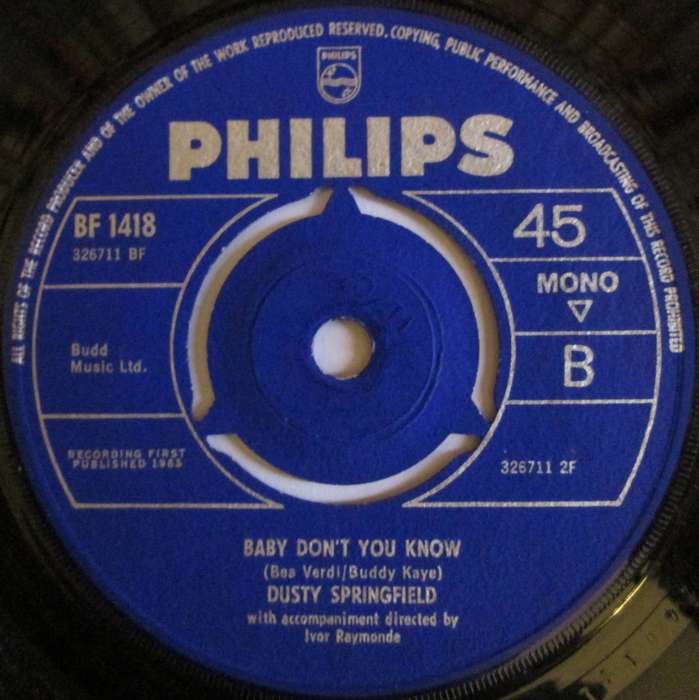 ALL RIGHTS OF THE RECORD PRODUCER AND OF THE OWNER OF THE WORK REPRODUCED RESERVED. COPYING, PUBLIC PERFORMANCE AND BROADCASTING OF THIS RECORD PROHIBITED
PHILIPS
PHILIPS
BF 1418
326711 BF
45
MONO
Budd
Music Ltd.
B
RECORDING FIRST
PUBLISHED 1965
326711 2F
BABY DON'T YOU KNOW
(Bea Verdi/Buddy Kaye)
DUSTY SPRINGFIELD
with accompaniment directed by
Ivor Raymonde